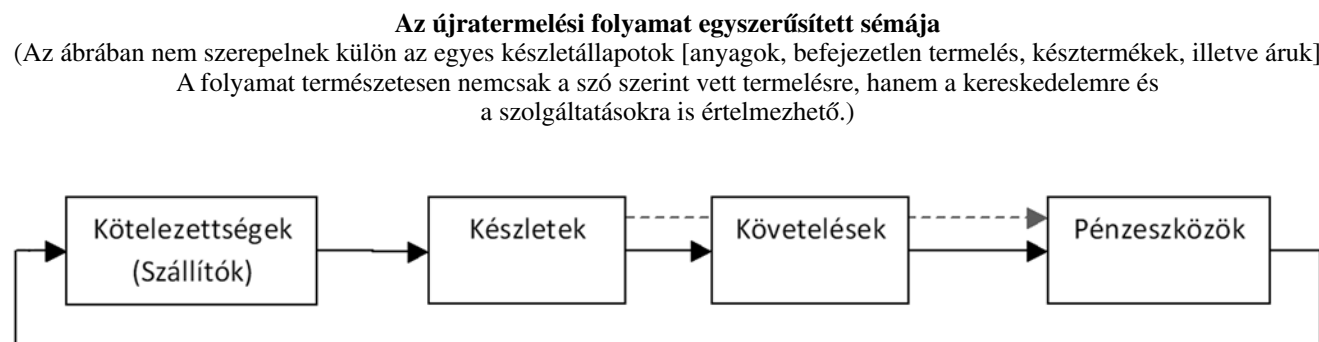 Az újratermelési folyamat egyszerűsített sémája
(Az ábrában nem szerepelnek külön az egyes készletállapotok [anyagok, befejezetlen termelés, késztermékek, illetve áruk]
A folyamat természetesen nemcsak a szó szerint vett termelésre, hanem a kereskedelemre és
a szolgáltatásokra is értelmezhető.)
Kötelezettségek
(Szállítók)
Készletek
Követelések
Pénzeszközök